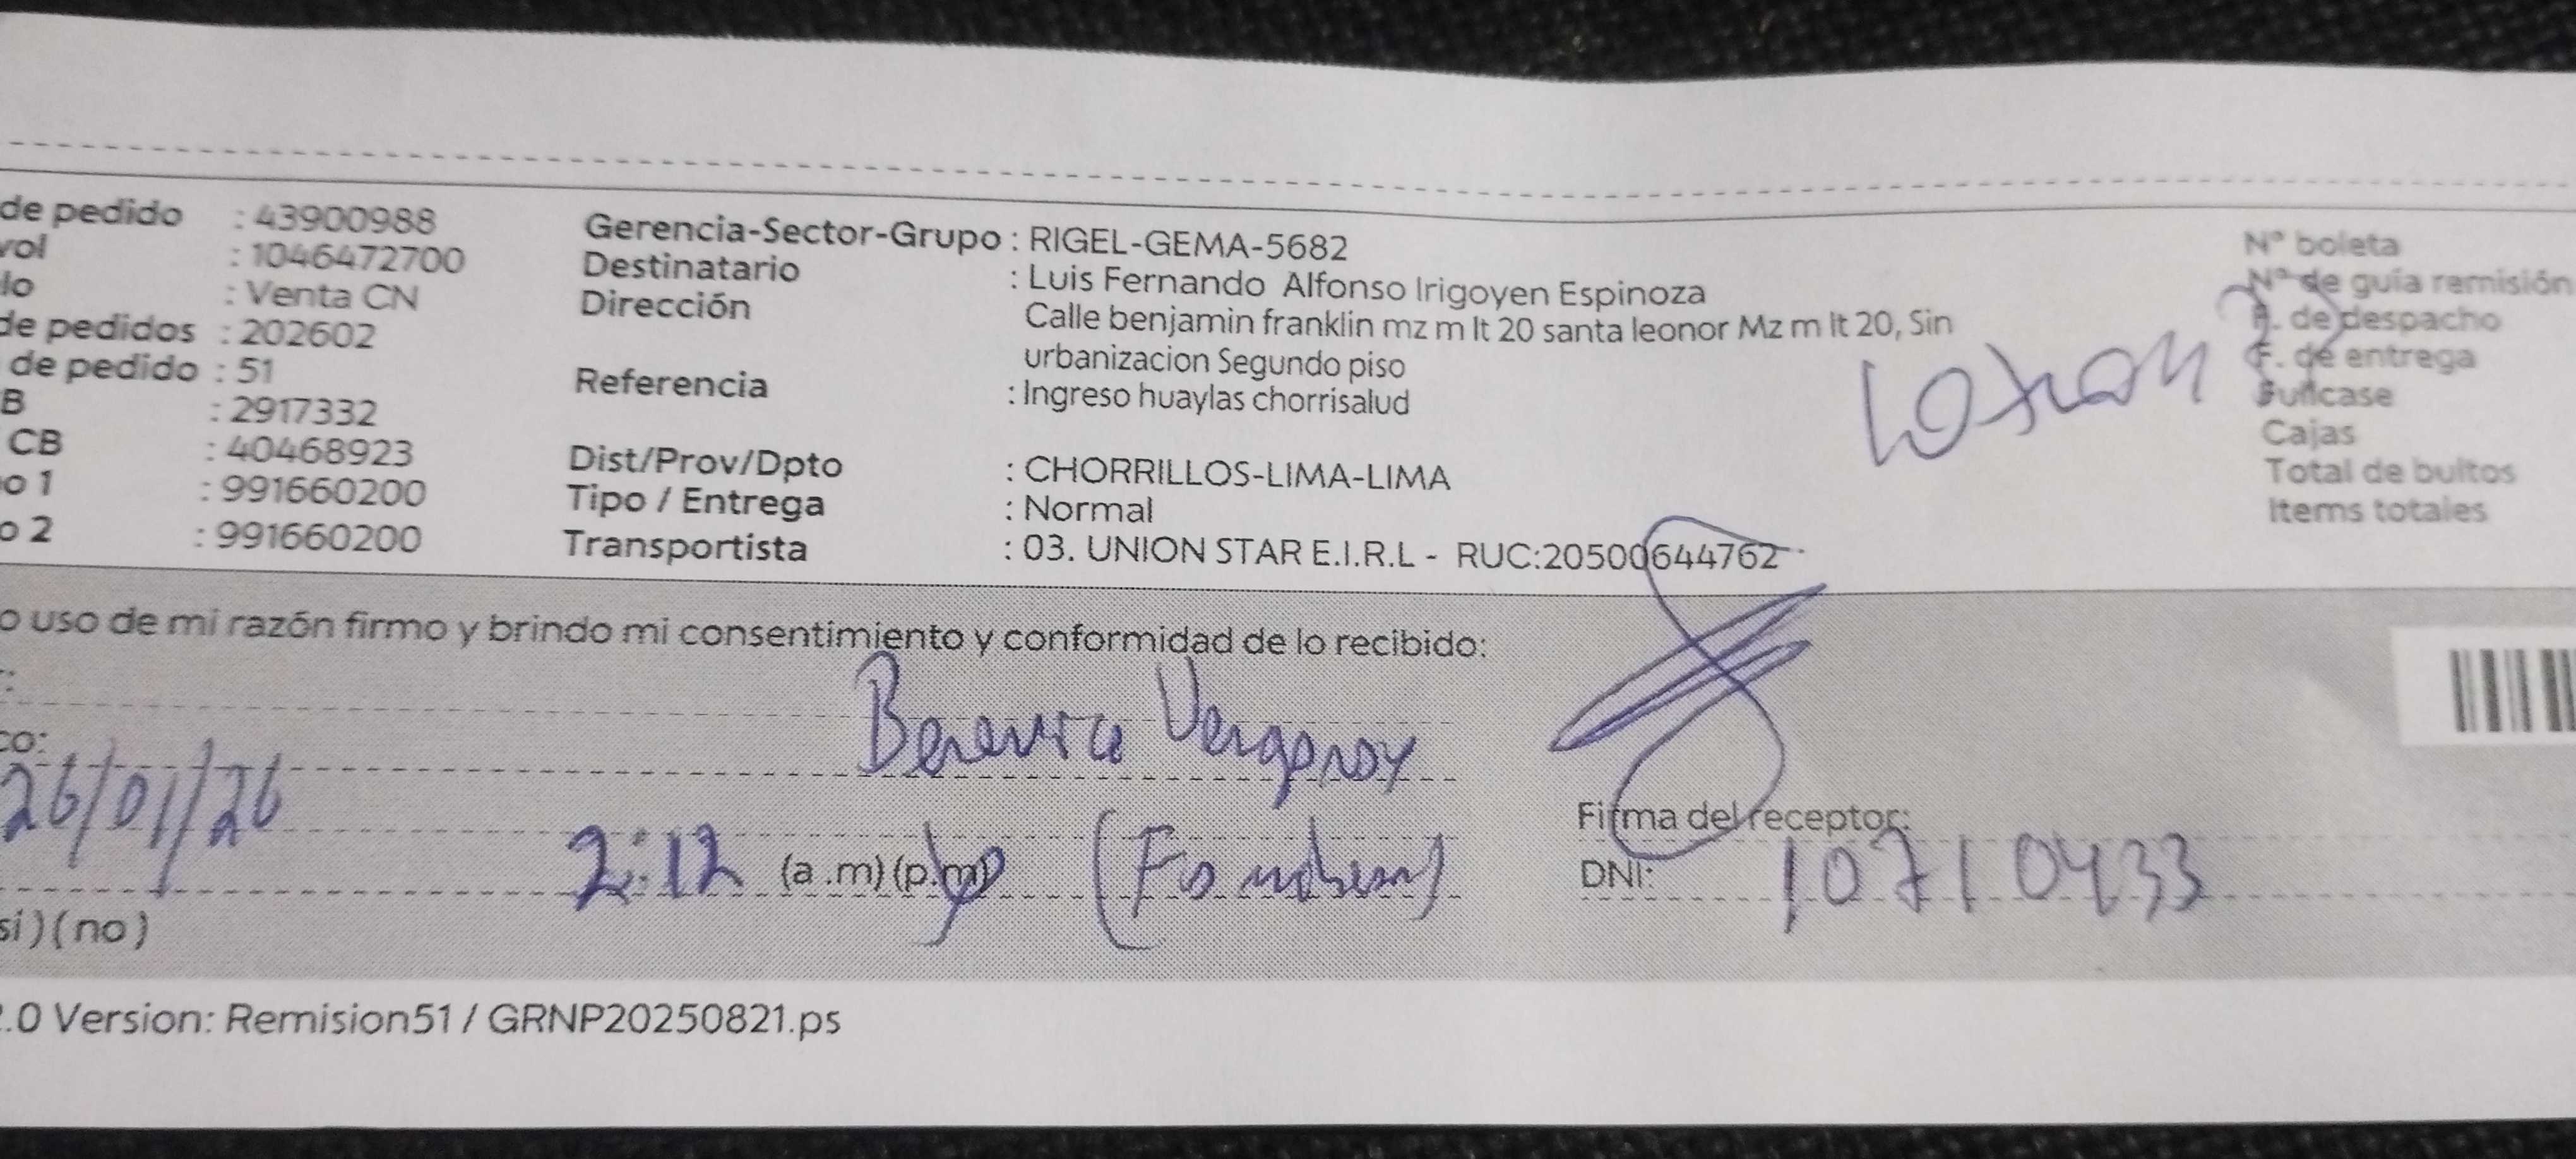 de pedido : 43900988
vol : 1046472700
lo : Venta CN
de pedidos : 202602
de pedido : 51
B : 2917332
CB : 40468923
o 1 : 991660200
o 2 : 991660200
Gerencia-Sector-Grupo : RIGEL-GEMA-5682
Destinatario : Luis Fernando Alfonso Irigoyen Espinoza
Dirección Calle benjamin franklin mz m lt 20 santa leonor Mz m lt 20, Sin
urbanizacion Segundo piso
Referencia : Ingreso huaylas chorrisalud
Dist/Prov/Dpto : CHORRILLOS-LIMA-LIMA
Tipo / Entrega : Normal
Transportista : 03. UNION STAR E.I.R.L - RUC:20500644762
N° boleta
N° de guía remisión
F. de despacho
F. de entrega
Fullcase
Cajas
Total de bultos
Items totales
o uso de mi razón firmo y brindo mi consentimiento y conformidad de lo recibido:
r:
co:
26/01/26
2:12 (a .m) (p.m)
Firma del receptor:
DNI: 10710433
si ) ( no )
2.0 Version: Remision51 / GRNP20250821.ps